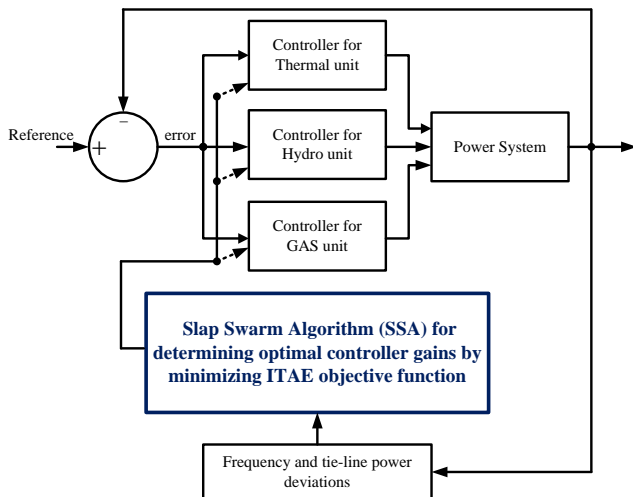 Controller for
Thermal unit
Reference
+
-
error
Controller for
Hydro unit
Power System
Controller for
GAS unit
Slap Swarm Algorithm (SSA) for
determining optimal controller gains by
minimizing ITAE objective function
Frequency and tie-line power
deviations